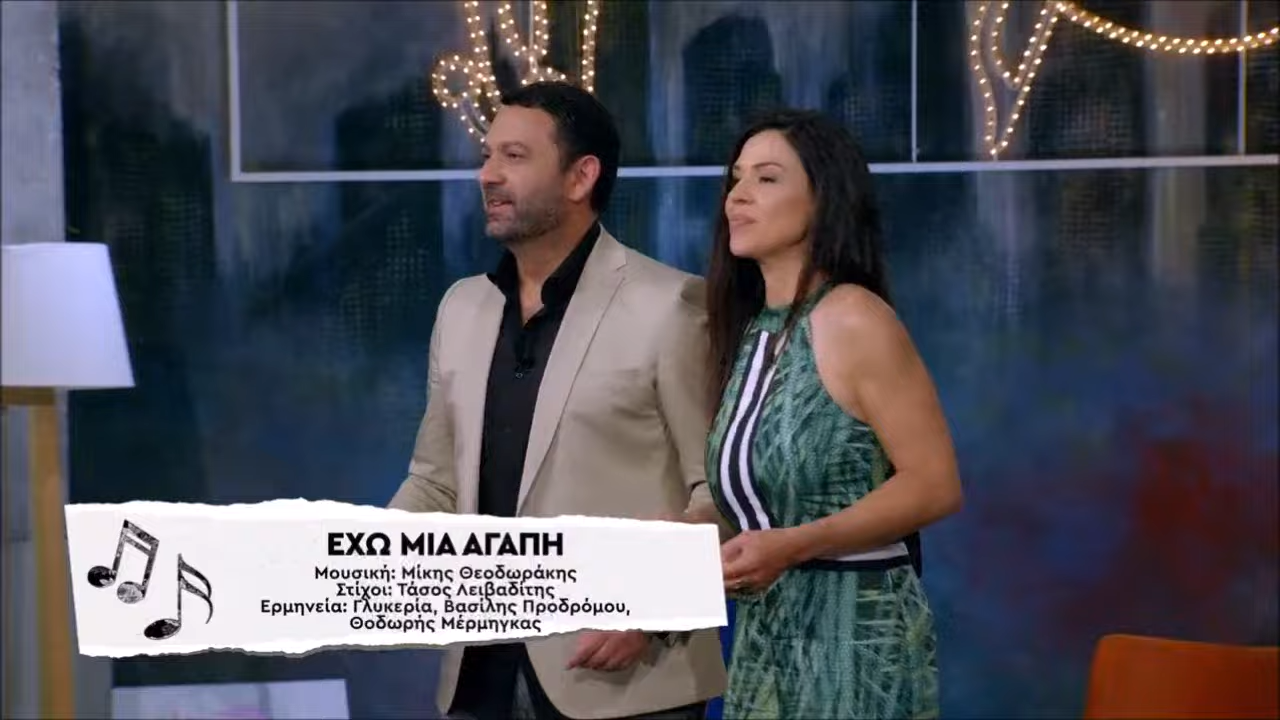 ΕΧΩ ΜΙΑ ΑΓΑΠΗ
Μουσική: Μίκης Θεοδωράκης
Στίχοι: Τάσος Λειβαδίτης
Ερμηνεία: Γλυκερία, Βασίλης Προδρόμου,
Θοδωρής Μέρμηγκας